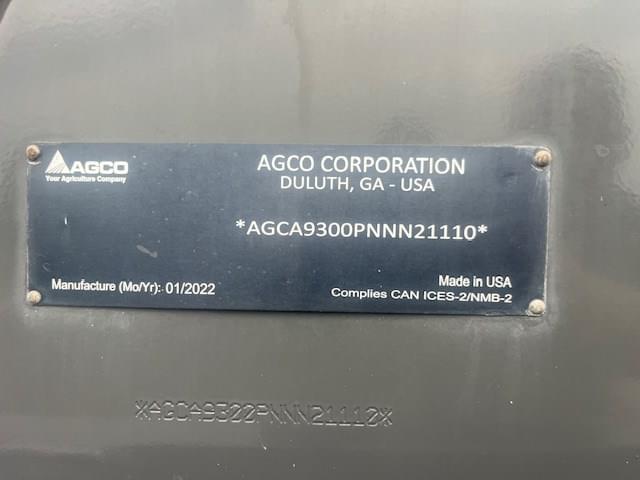 AGCO
Your Agriculture Company
AGCO CORPORATION
DULUTH, GA - USA
*AGCA9300PNNN21110*
Manufacture (Mo/Yr): 01/2022
Made in USA
Complies CAN ICES-2/NMB-2
*AGCA9300PNNN21110*